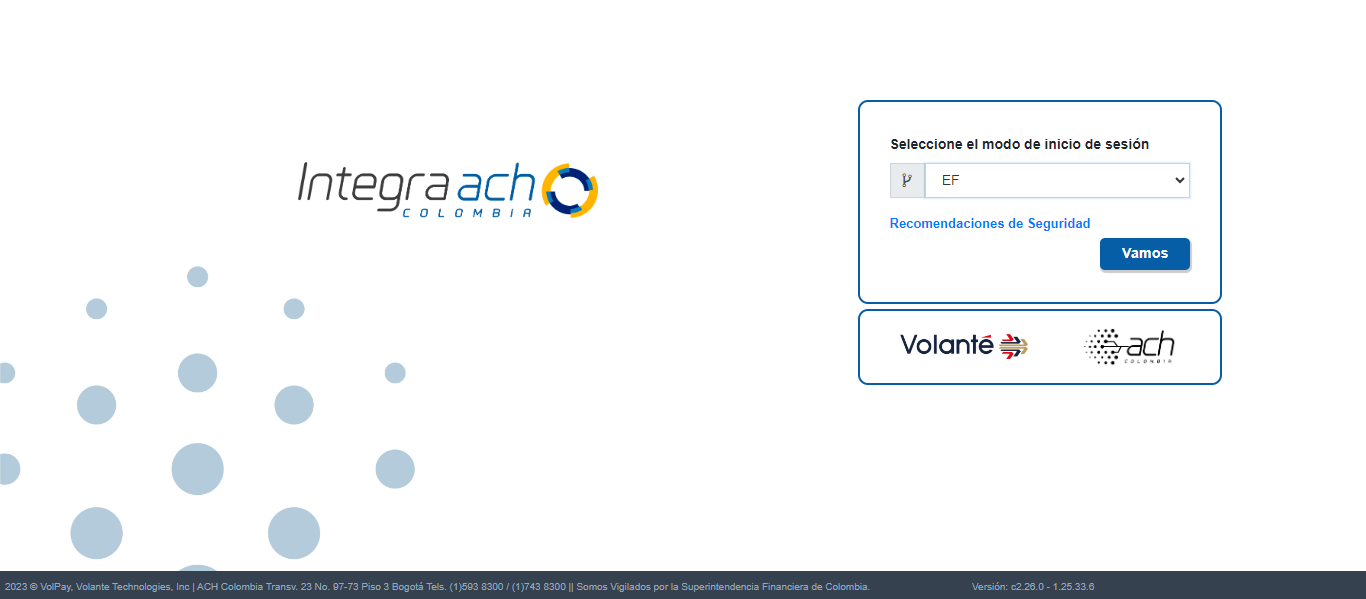 Integra ach
COLOMBIA
Seleccione el modo de inicio de sesión
EF
Recomendaciones de Seguridad
Vamos
Volanté
ach
COLOMBIA
2023 © VolPay, Volante Technologies, Inc | ACH Colombia Transv. 23 No. 97-73 Piso 3 Bogotá Tels. (1)593 8300 / (1)743 8300 || Somos Vigilados por la Superintendencia Financiera de Colombia.
Versión: c2.26.0 - 1.25.33.6